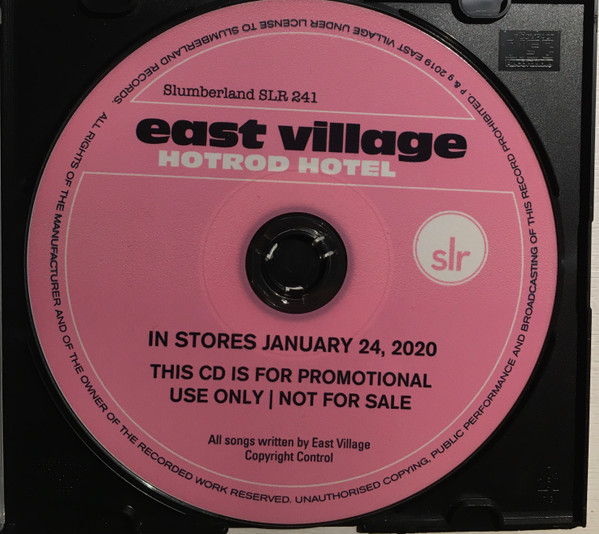 Slumberland SLR 241
east village
HOTROD HOTEL
slr
IN STORES JANUARY 24, 2020
THIS CD IS FOR PROMOTIONAL
USE ONLY | NOT FOR SALE
All songs written by East Village
Copyright Control
ALL RIGHTS OF THE MANUFACTURER AND OF THE OWNER OF THE RECORDED WORK RESERVED. UNAUTHORISED COPYING, PUBLIC PERFORMANCE AND BROADCASTING OF THIS RECORD PROHIBITED. P & © 2019 EAST VILLAGE UNDER LICENSE TO SLUMBERLAND RECORDS.